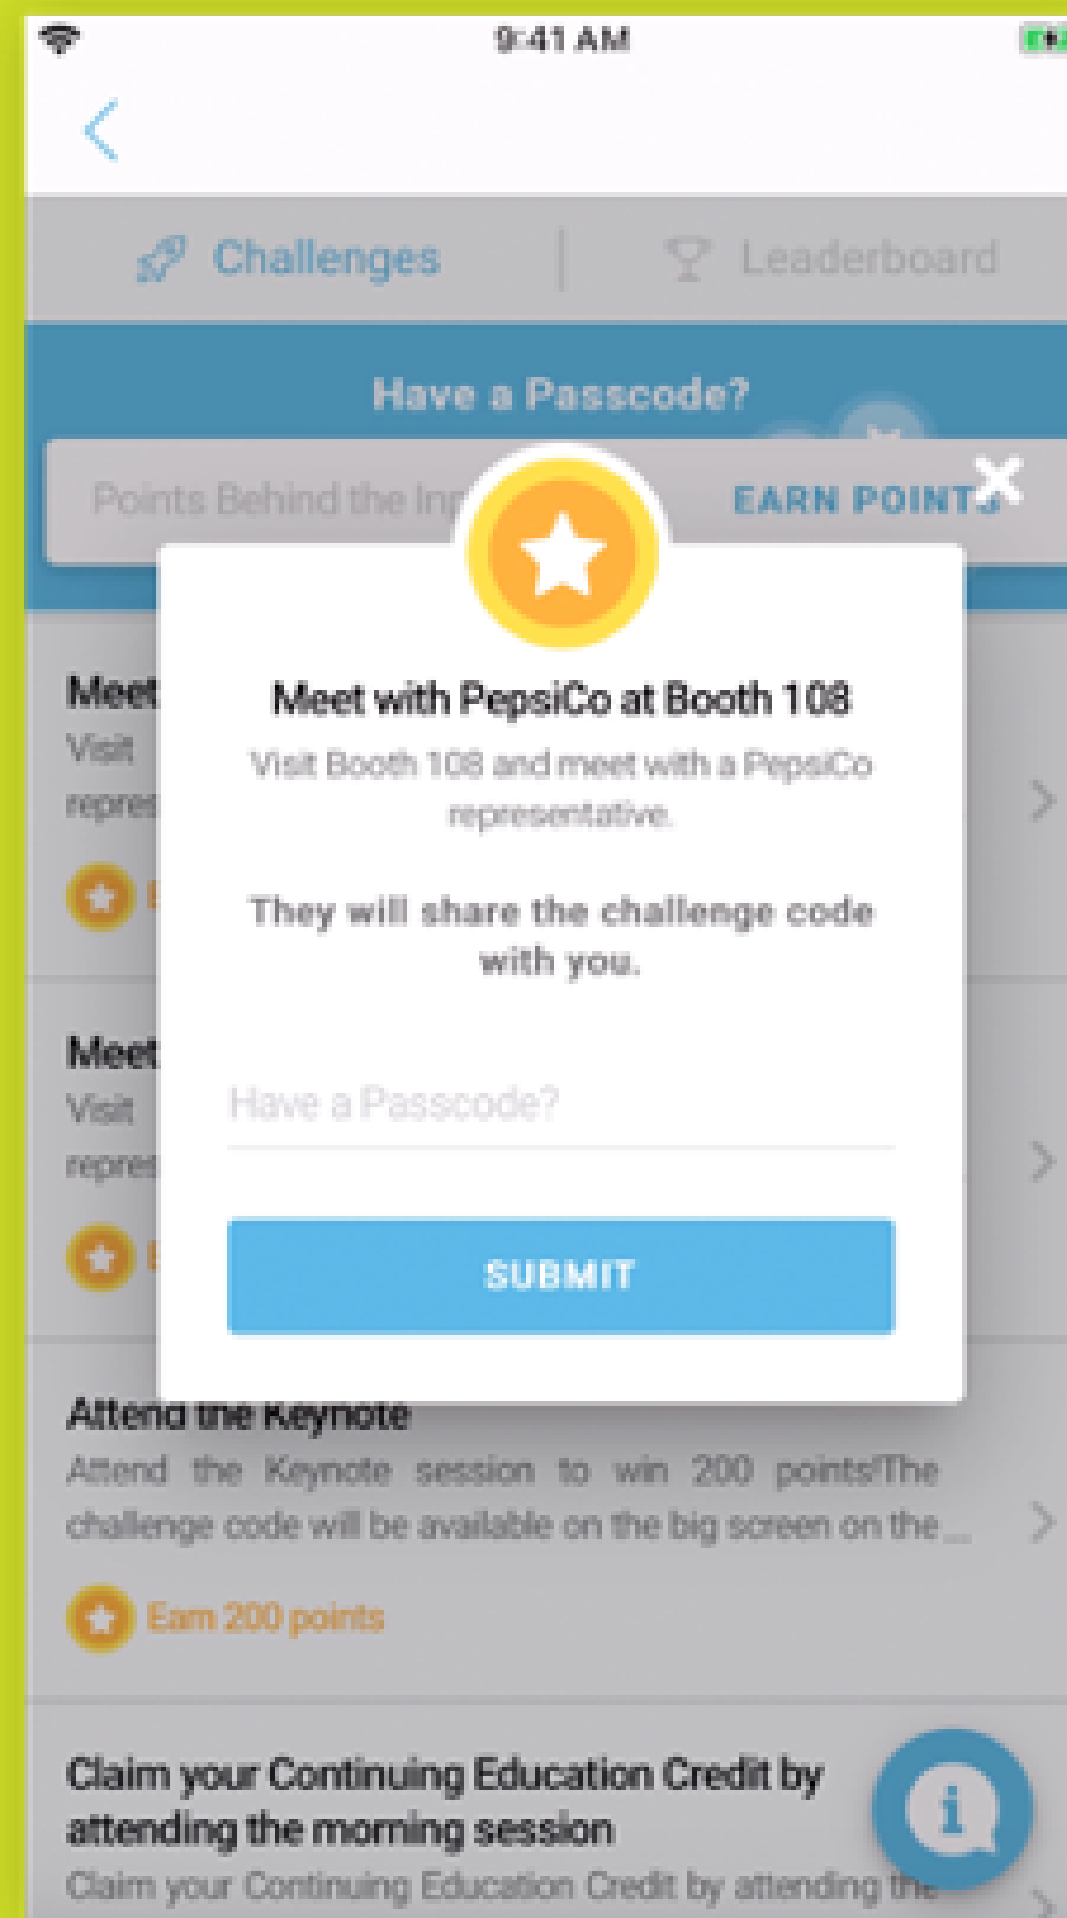 9:41 AM
Challenges
Leaderboard
Have a Passcode?
Points Behind the
EARN POINTS
Meet with PepsiCo at Booth 108
Visit Booth 108 and meet with a PepsiCo
representative.
They will share the challenge code
with you.
Have a Passcode?
SUBMIT
Meet
Visit
repres
Meet
Visit
repres
Attend the Keynote
Attend the Keynote session to win 200 points!The
challenge code will be available on the big screen on the...
Earn 200 points
Claim your Continuing Education Credit by
attending the morning session
Claim your Continuing Education Credit by attending the